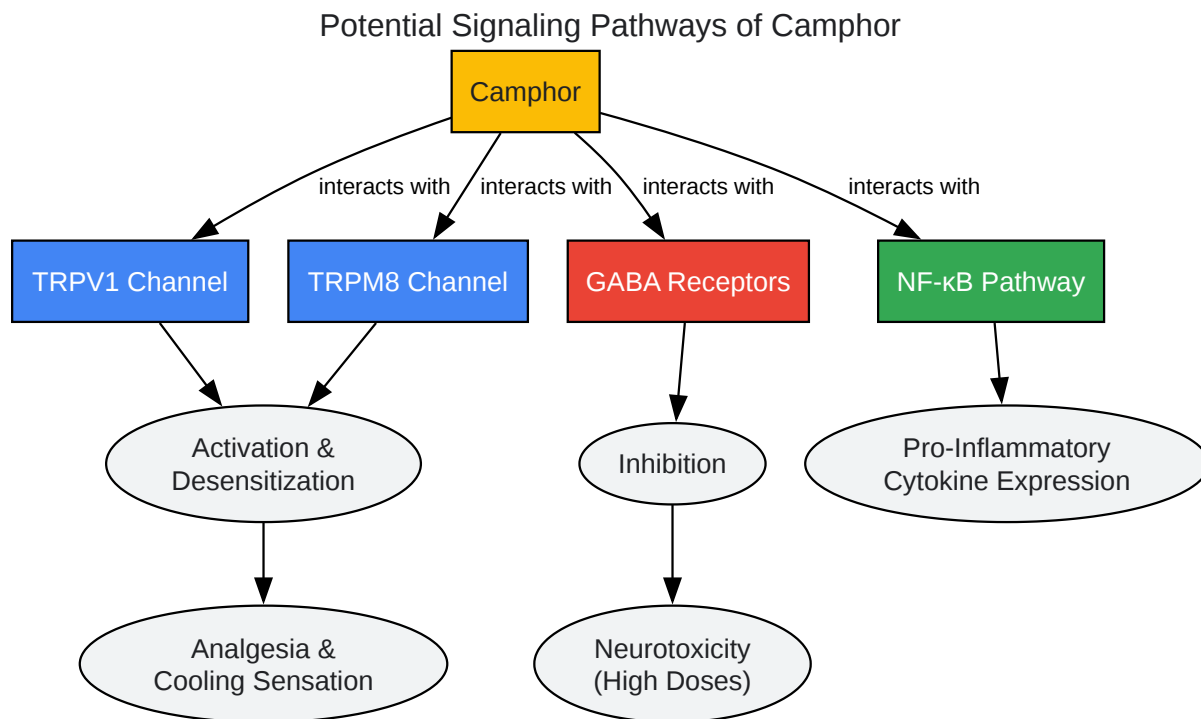 Potential Signaling Pathways of Camphor
Camphor
interacts with
interacts with
interacts with
interacts with
TRPV1 Channel
TRPM8 Channel
GABA Receptors
NF-κB Pathway
Activation &
Desensitization
Inhibition
Pro-Inflammatory
Cytokine Expression
Analgesia &
Cooling Sensation
Neurotoxicity
(High Doses)